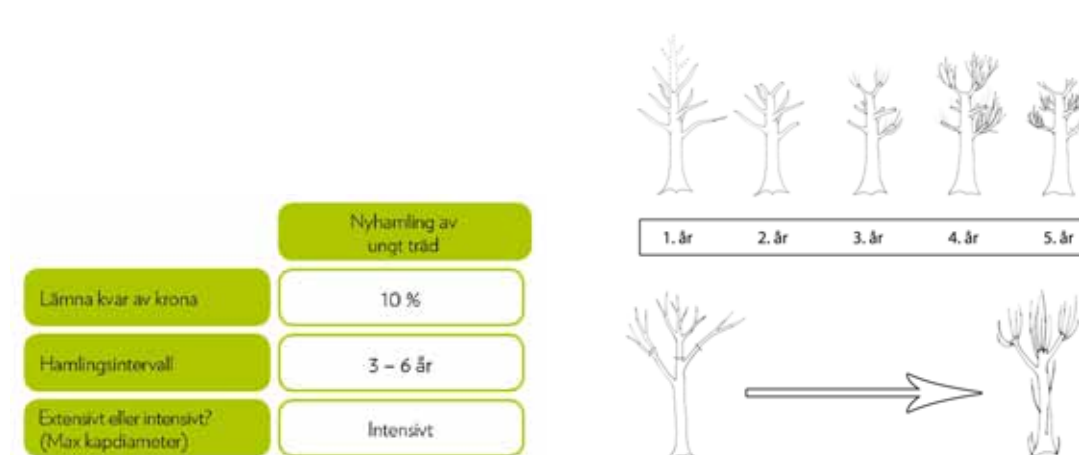 Nyhamling av
ungt träd
Lämna kvar av krona
10 %
Hamlingsintervall
3 – 6 år
Extensivt eller intensivt?
(Max kapdiameter)
Intensivt
1. år
2. år
3. år
4. år
5. år